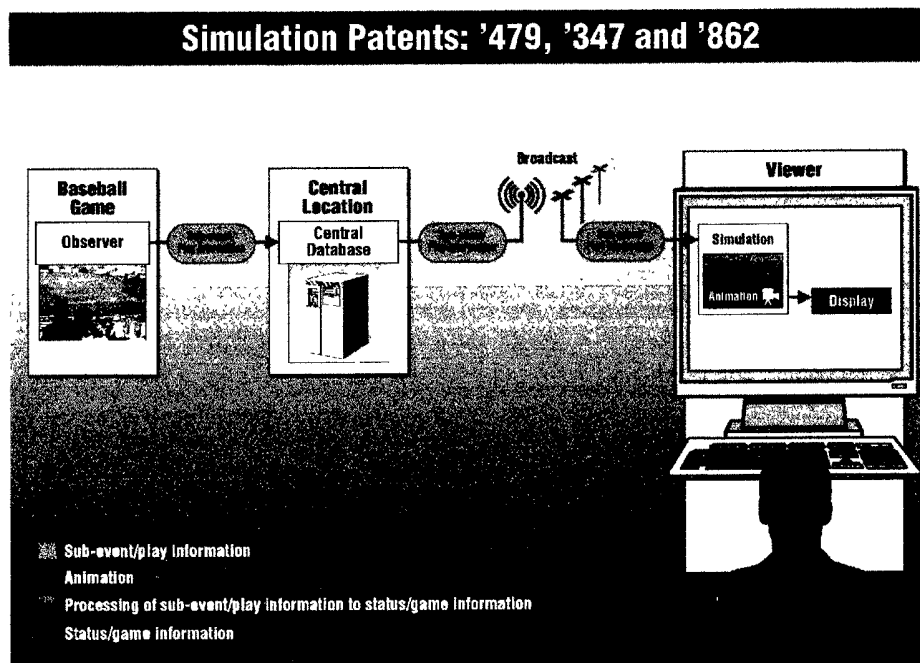 Simulation Patents: '479, '347 and '862
Baseball
Game
Observer
Central
Location
Central
Database
Broadcast
Viewer
Simulation
Animation
Display
Sub-event/play information
Animation
Processing of sub-event/play information to status/game information
Status/game information